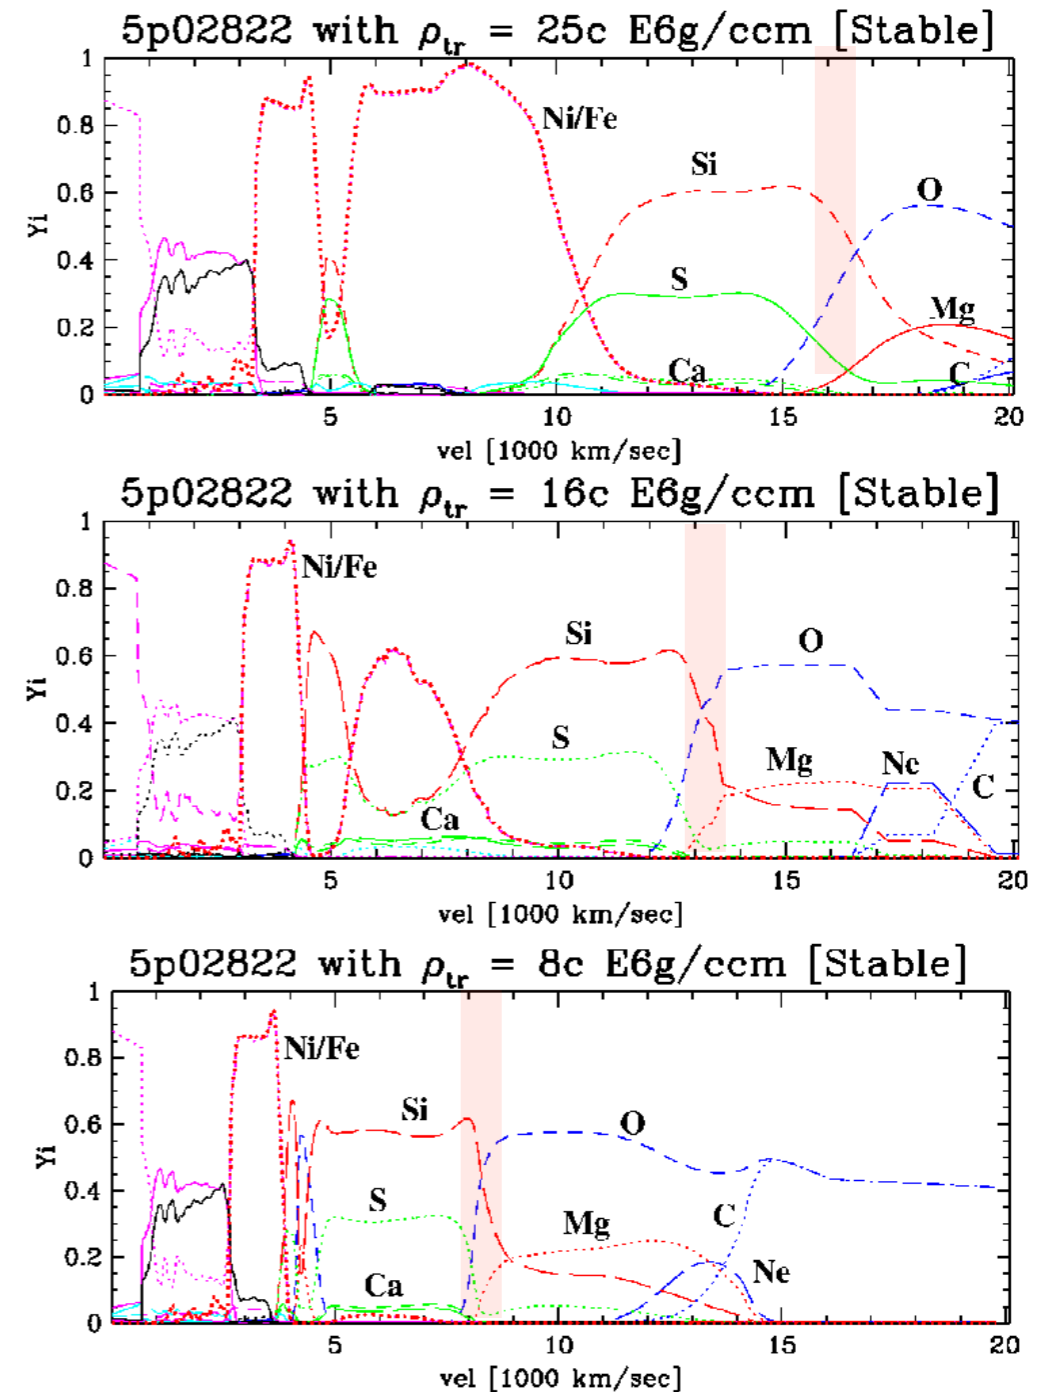 5p02822 with ρtr = 25c E6g/ccm [Stable]
1
0.8
0.6
0.4
0.2
0
Yi
Ni/Fe
Si
O
S
Mg
Ca
C
5
10
15
20
vel [1000 km/sec]
5p02822 with ρtr = 16c E6g/ccm [Stable]
1
0.8
0.6
0.4
0.2
0
Yi
Ni/Fe
Si
O
S
Mg
Ne
C
Ca
5
10
15
20
vel [1000 km/sec]
5p02822 with ρtr = 8c E6g/ccm [Stable]
1
0.8
0.6
0.4
0.2
0
Yi
Ni/Fe
Si
O
S
Mg
C
Ca
Ne
5
10
15
20
vel [1000 km/sec]